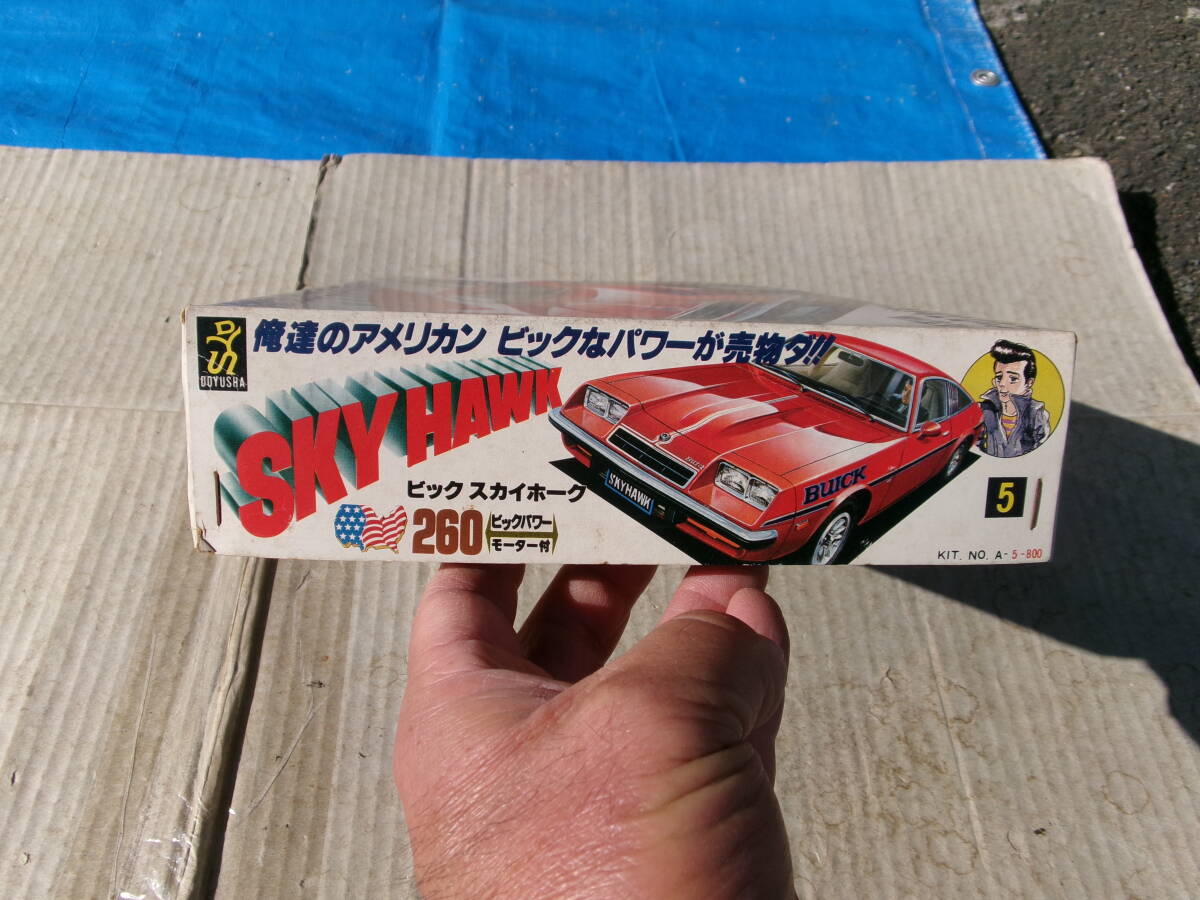 俺達のアメリカン ビックなパワーが売物ダ!!
DOYUSHA
SKY HAWK
ビック スカイホーク
260
ビックパワー
モーター付
SKYHAWK
BUICK
5
KIT. NO. A-5-800